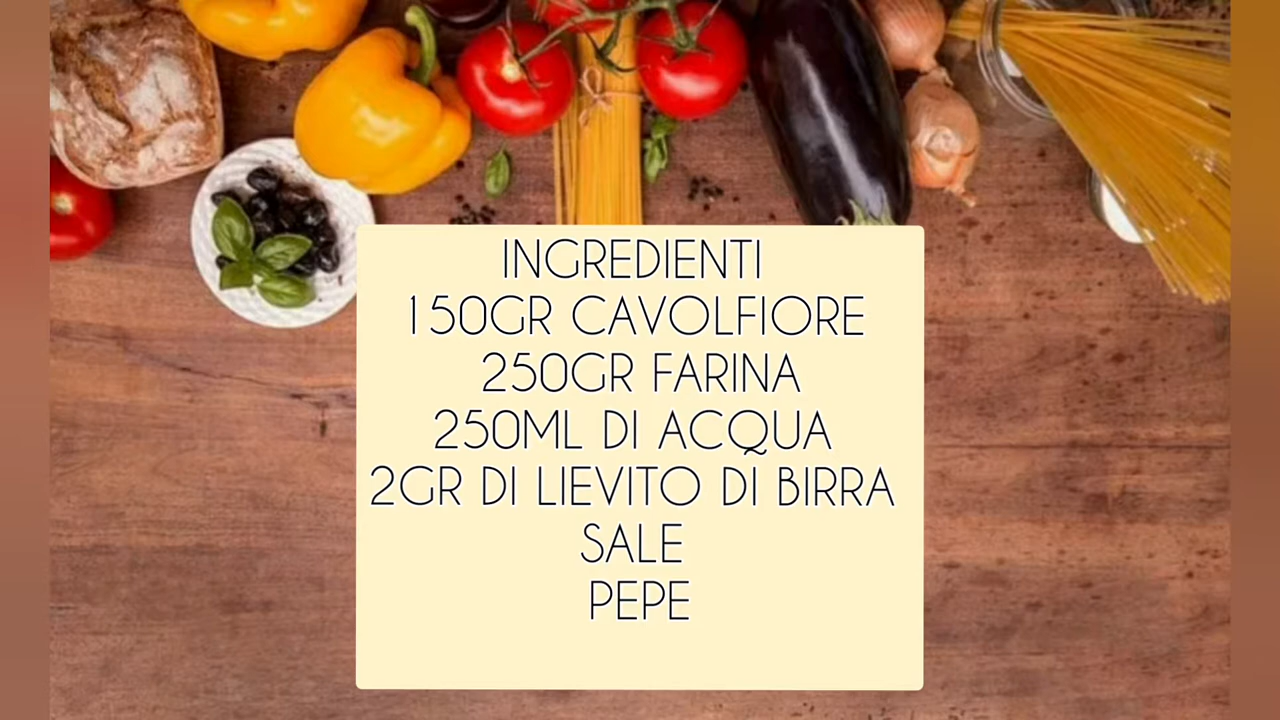 INGREDIENTI
150GR CAVOLFIORE
250GR FARINA
250ML DI ACQUA
2GR DI LIEVITO DI BIRRA
SALE
PEPE